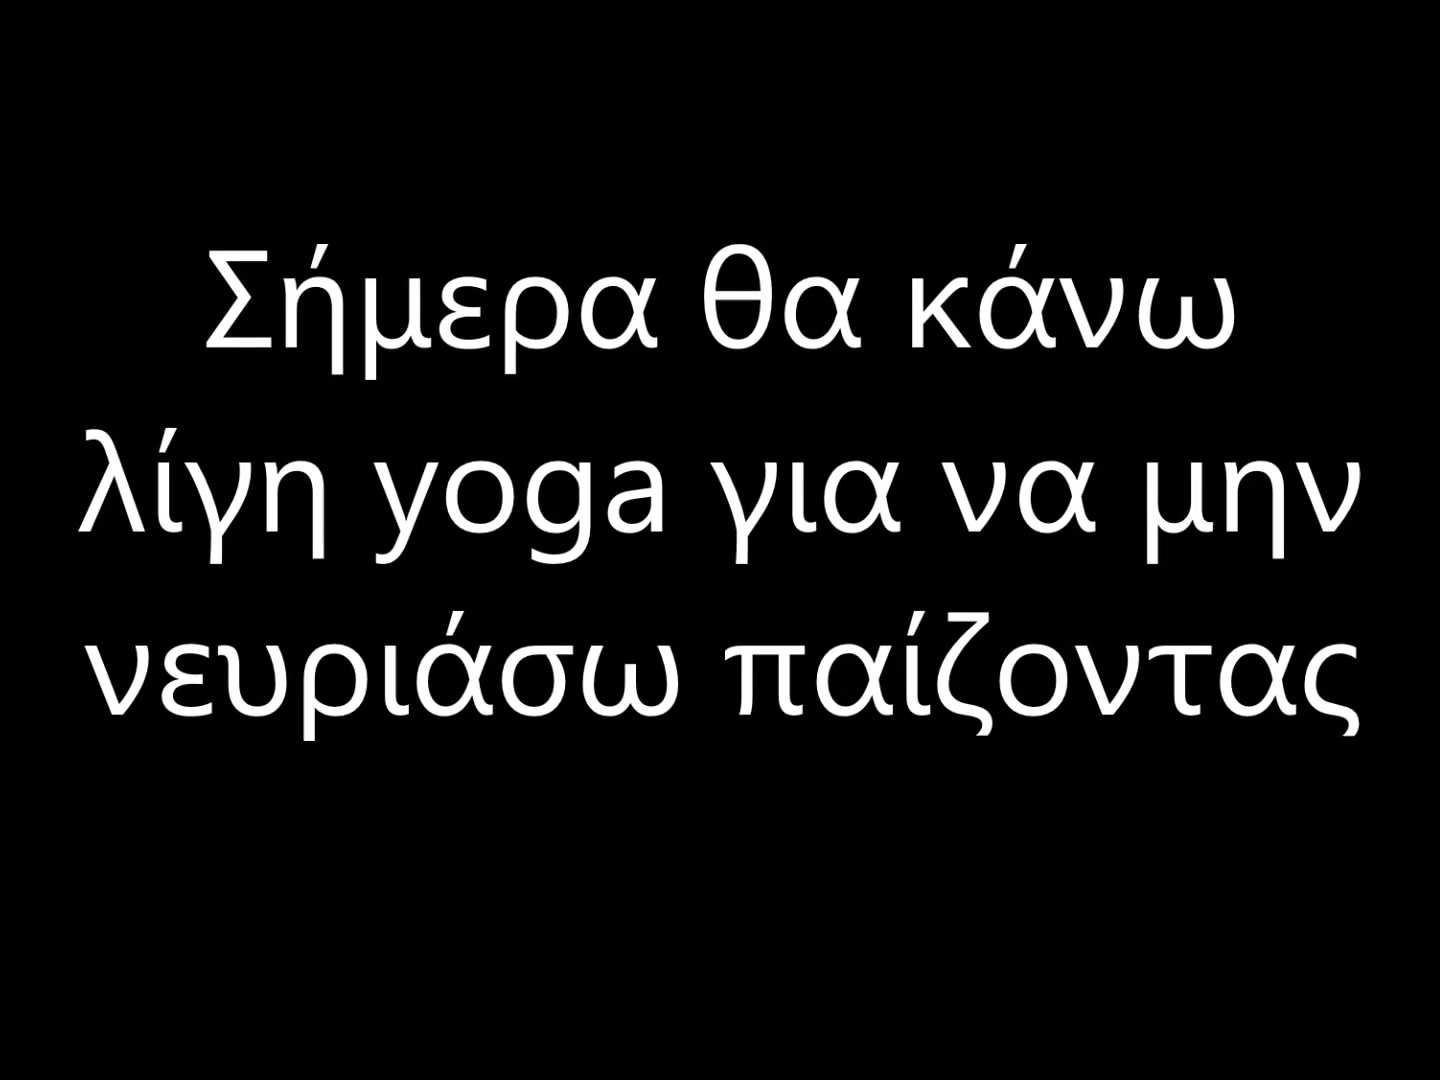 Σήμερα θα κάνω
λίγη yoga για να μην
νευριάσω παίζοντας